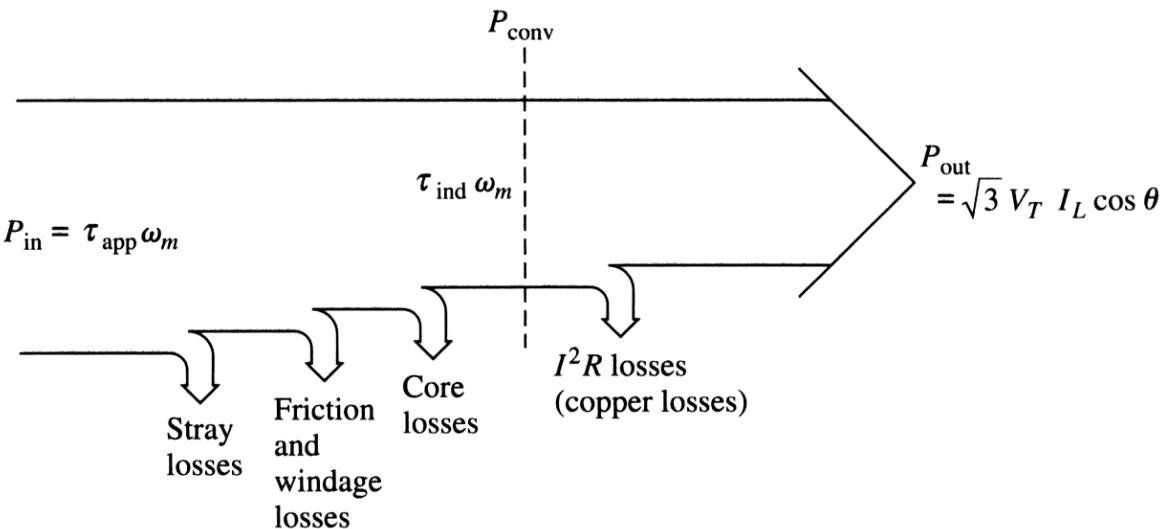 P_conv
τ_ind ω_m
P_out
= √3 V_T I_L cos θ
P_in = τ_app ω_m
Stray
losses
Friction
and
windage
losses
Core
losses
I²R losses
(copper losses)